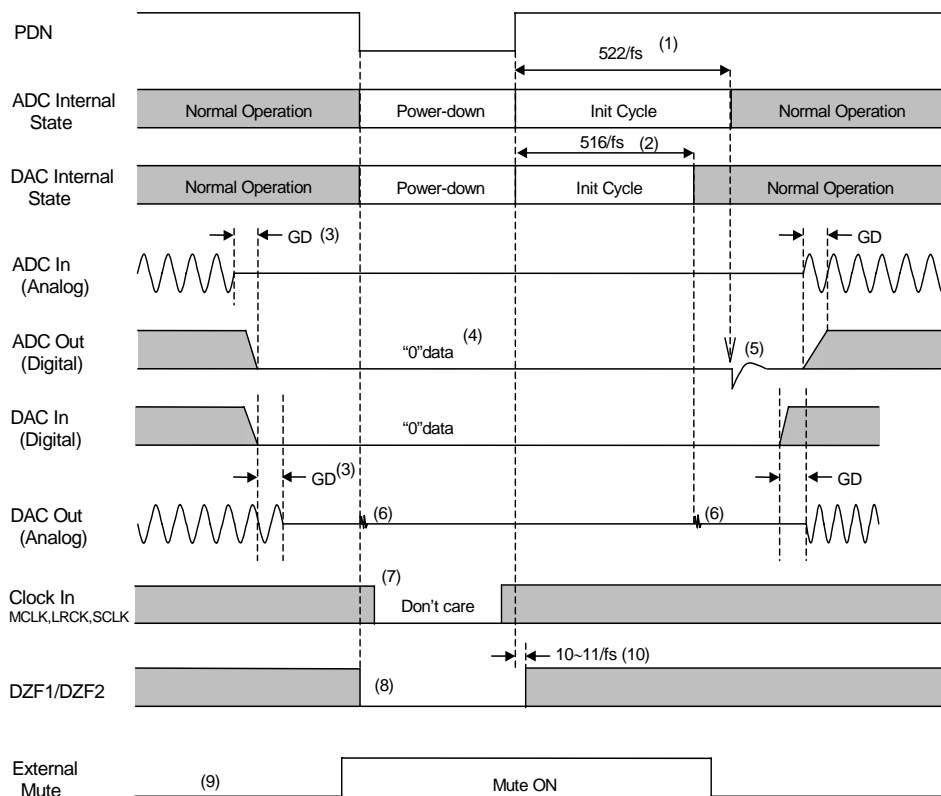 PDN
522/fs (1)
ADC Internal
State
Normal Operation
Power-down
Init Cycle
Normal Operation
516/fs (2)
DAC Internal
State
Normal Operation
Power-down
Init Cycle
Normal Operation
GD (3)
GD
ADC In
(Analog)
ADC Out
(Digital)
“0”data
(4)
(5)
DAC In
(Digital)
“0”data
GD (3)
GD
DAC Out
(Analog)
(6)
(6)
Clock In
MCLK,LRCK,SCLK
(7)
Don't care
10~11/fs (10)
DZF1/DZF2
(8)
External
Mute
(9)
Mute ON